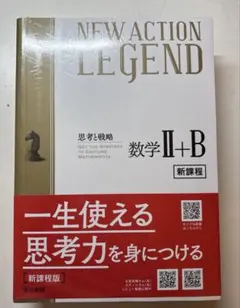 NEW ACTION
LEGEND
思考と戦略
数学Ⅱ+B
新課程
一生使える
思考力を身につける
新課程版